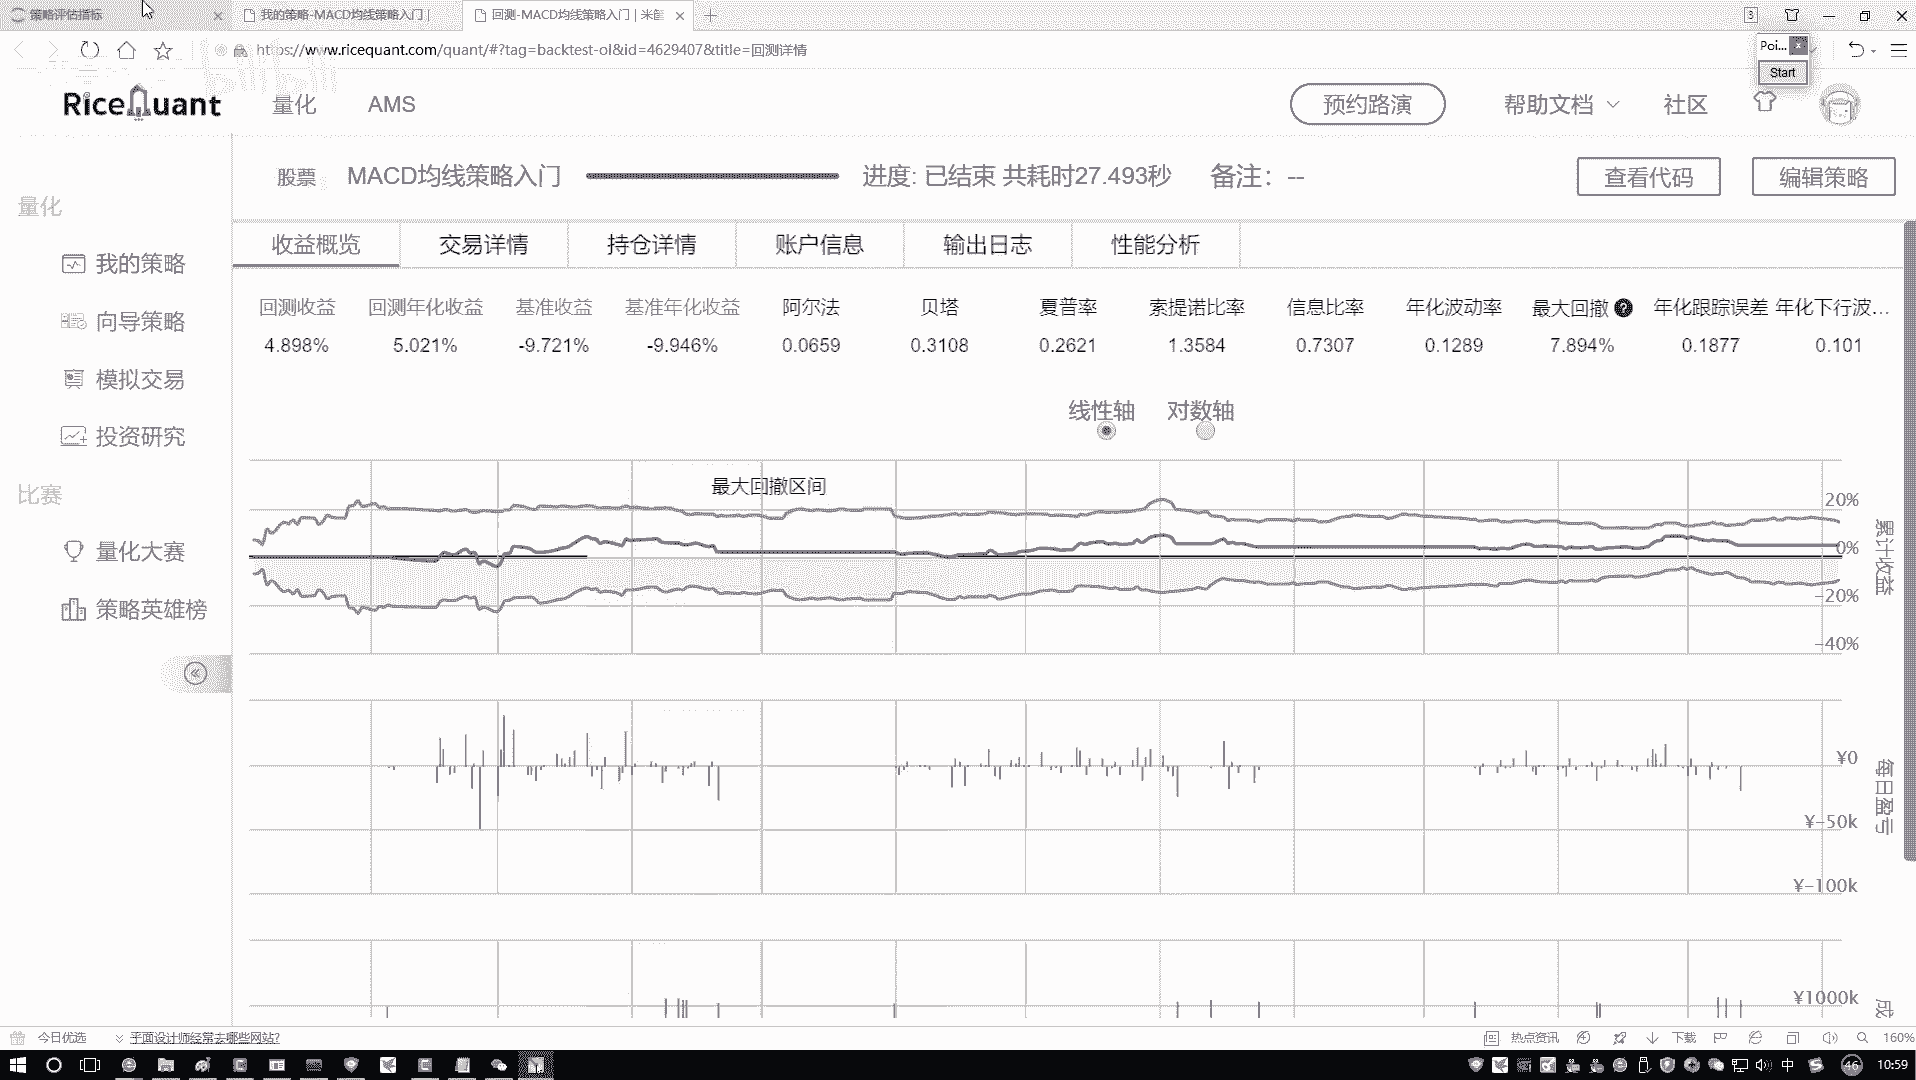 策略评估指标
我的策略-MACD均线策略入门 |
回测-MACD均线策略入门 | 米筐
3
https://www.ricequant.com/quant/#?tag=backtest-ol&id=4629407&title=回测详情
Poi...
Start
bilibili
RiceQuant
量化
AMS
预约路演
帮助文档
社区
股票
MACD均线策略入门
进度: 已结束 共耗时27.493秒
备注： --
查看代码
编辑策略
量化
我的策略
向导策略
模拟交易
投资研究
比赛
量化大赛
策略英雄榜
收益概览
交易详情
持仓详情
账户信息
输出日志
性能分析
回测收益 回测年化收益 基准收益 基准年化收益 阿尔法 贝塔 夏普率 索提诺比率 信息比率 年化波动率 最大回撤 年化跟踪误差 年化下行波...
4.898% 5.021% -9.721% -9.946% 0.0659 0.3108 0.2621 1.3584 0.7307 0.1289 7.894% 0.1877 0.101
线性轴 对数轴
最大回撤区间
20%
0%
-20%
-40%
累计收益
¥0
¥-50k
¥-100k
每日盈亏
¥1000k
今日优选
平面设计师经常去哪些网站?
热点资讯
下载
160%
中
46
10:59